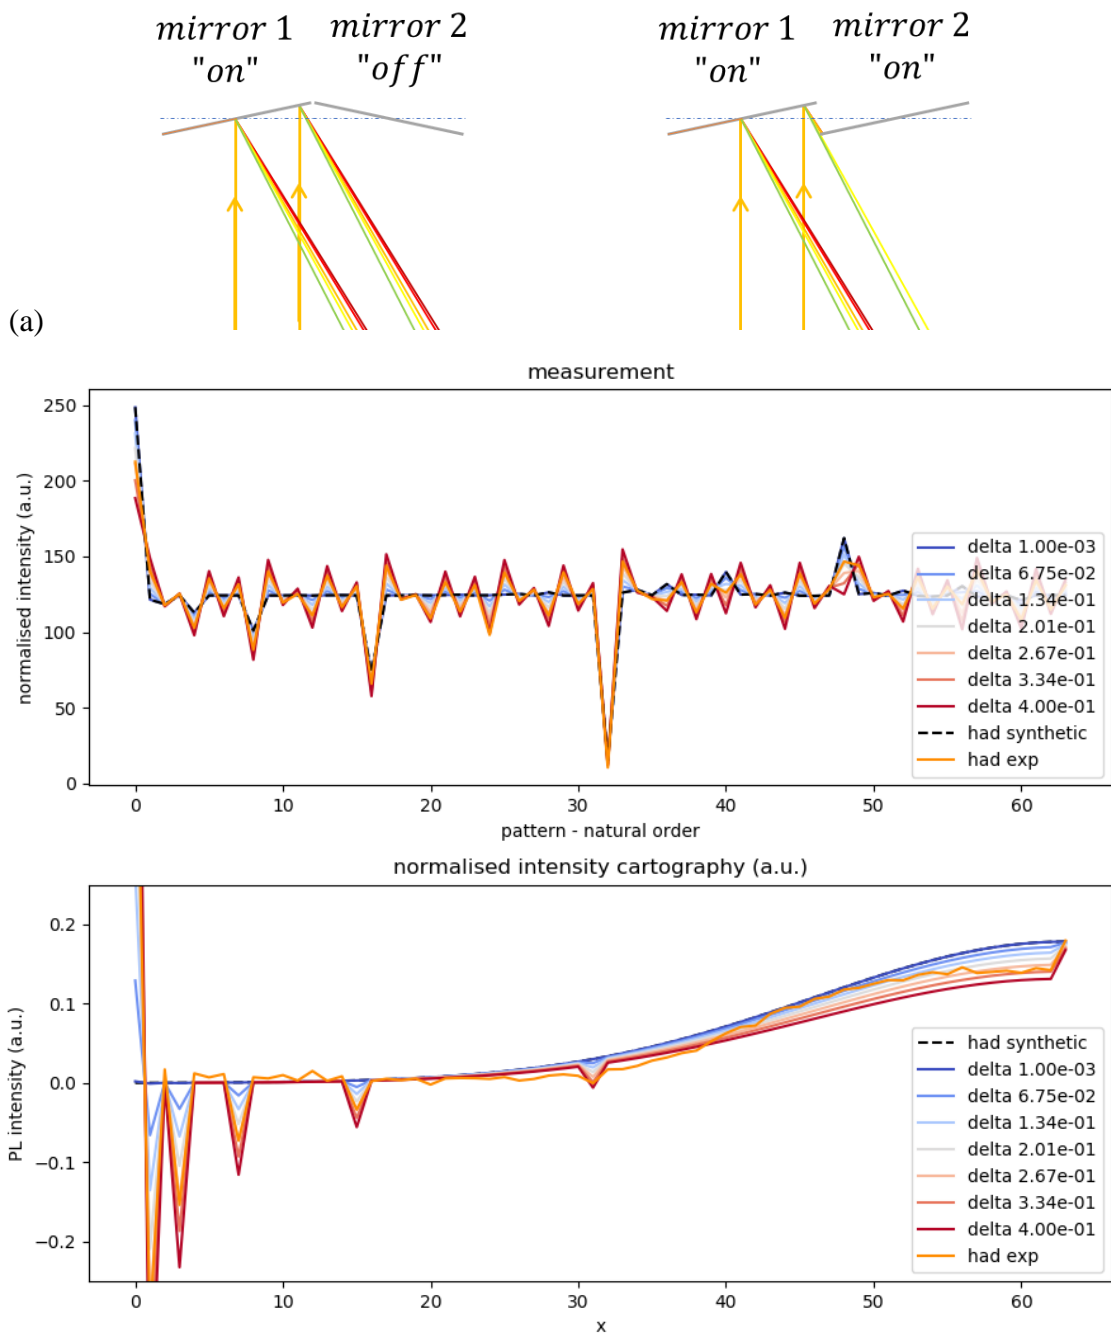 mirror 1 mirror 2 mirror 1 mirror 2
"on" "off" "on" "on"
(a)
measurement
normalised intensity (a.u.)
250
200
150
100
50
0
delta 1.00e-03
delta 6.75e-02
delta 1.34e-01
delta 2.01e-01
delta 2.67e-01
delta 3.34e-01
delta 4.00e-01
had synthetic
had exp
0 10 20 30 40 50 60
pattern - natural order
normalised intensity cartography (a.u.)
PL intensity (a.u.)
0.2
0.1
0.0
−0.1
−0.2
had synthetic
delta 1.00e-03
delta 6.75e-02
delta 1.34e-01
delta 2.01e-01
delta 2.67e-01
delta 3.34e-01
delta 4.00e-01
had exp
0 10 20 30 40 50 60
x